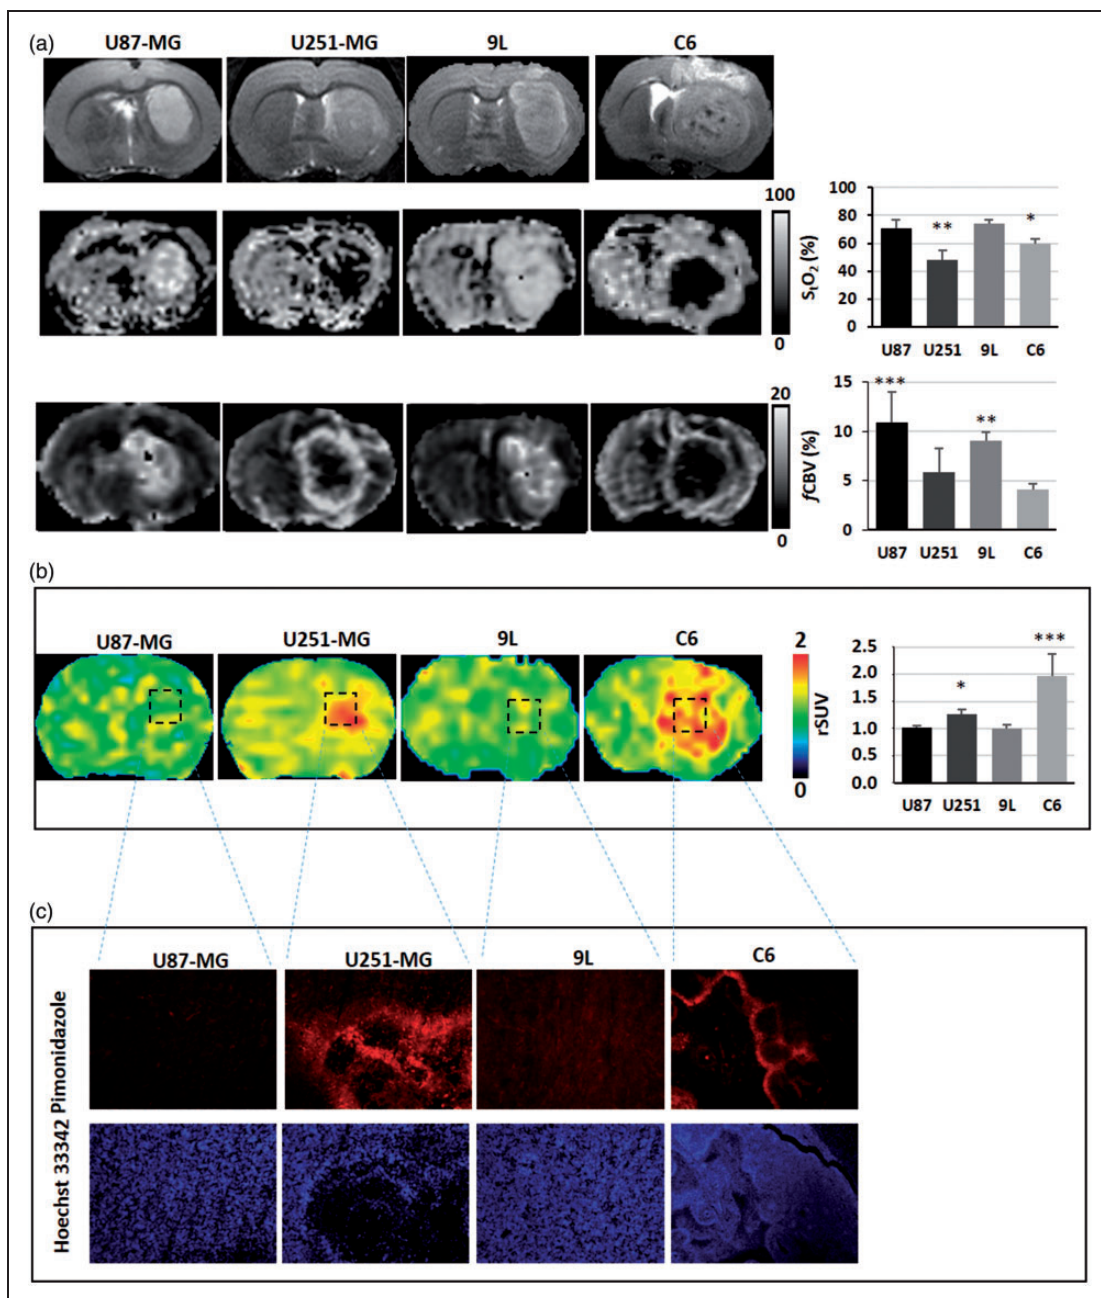 (a)
U87-MG U251-MG 9L C6
100
0
StO2 (%)
100
80
60
40
20
0
** *
U87 U251 9L C6
20
0
fCBV (%)
15
10
5
0
*** **
U87 U251 9L C6
(b)
U87-MG U251-MG 9L C6
2
0
rSUV
2.5
2.0
1.5
1.0
0.5
0.0
* ***
U87 U251 9L C6
(c)
U87-MG U251-MG 9L C6
Hoechst 33342 Pimonidazole